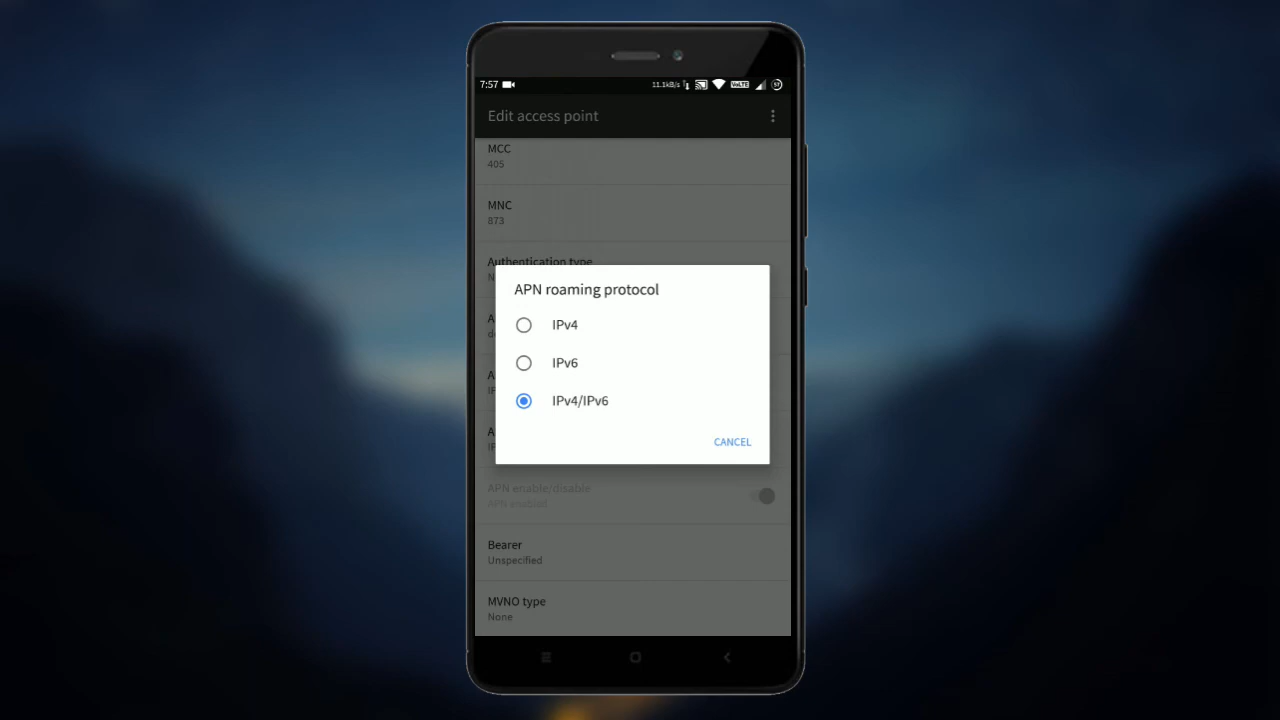 7:57
11.1kB/s VoLTE 57
Edit access point
MCC
405
MNC
873
Authentication type
N
APN roaming protocol
IPv4
IPv6
IPv4/IPv6
CANCEL
A
A
A
APN enable/disable
APN enabled
Bearer
Unspecified
MVNO type
None